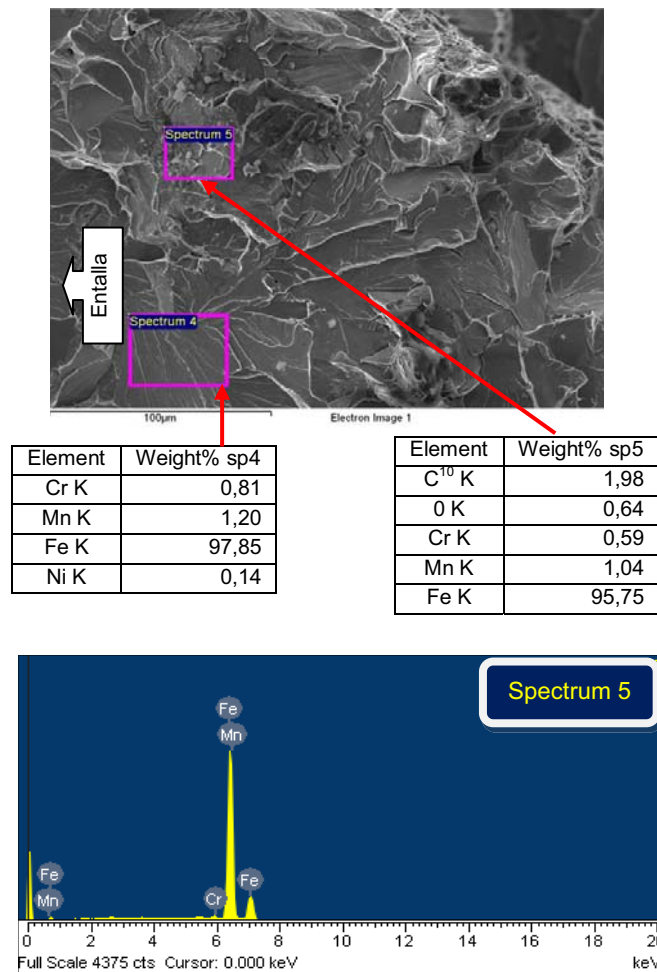 Spectrum 5
Entalla
Spectrum 4
100µm Electron Image 1
Element Weight% sp4
Cr K 0,81
Mn K 1,20
Fe K 97,85
Ni K 0,14
Element Weight% sp5
C10 K 1,98
0 K 0,64
Cr K 0,59
Mn K 1,04
Fe K 95,75
Spectrum 5
Fe
Mn
Fe
Mn
Cr
Fe
0 2 4 6 8 10 12 14 16 18
Full Scale 4375 cts Cursor: 0.000 keV keV